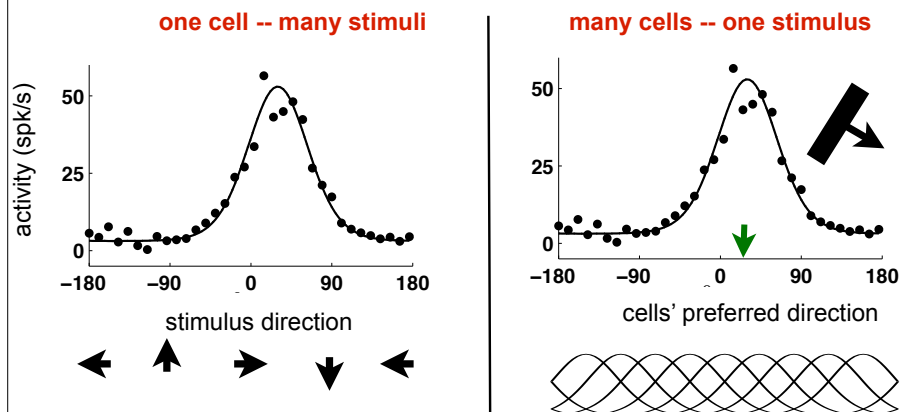 one cell -- many stimuli
activity (spk/s)
50
25
0
−180 −90 0 90 180
stimulus direction
many cells -- one stimulus
50
25
0
−180 −90 0 90 180
cells' preferred direction